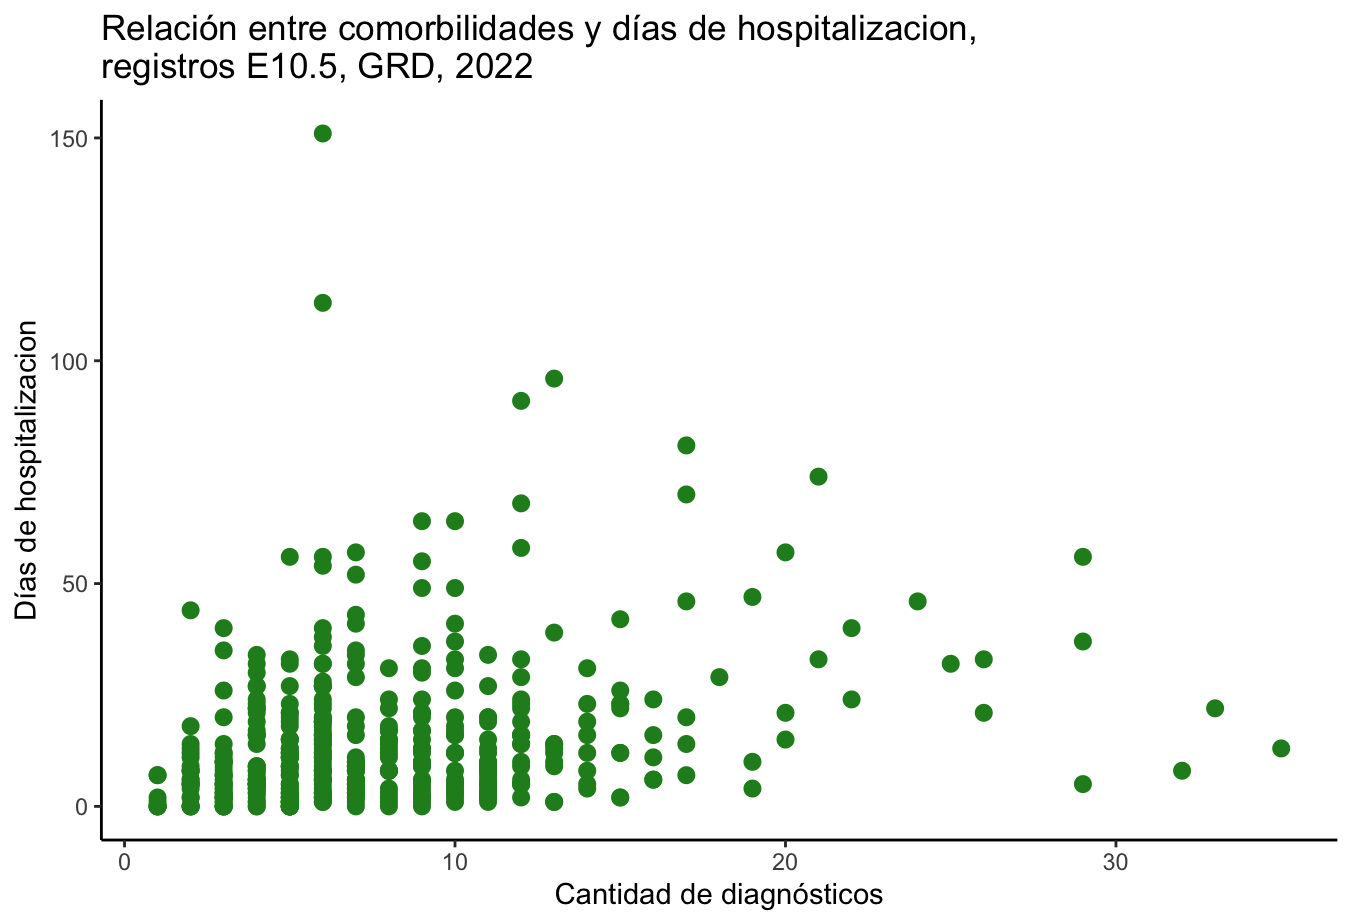 Relación entre comorbilidades y días de hospitalizacion,
registros E10.5, GRD, 2022
Días de hospitalizacion
150
100
50
0
0 10 20 30
Cantidad de diagnósticos